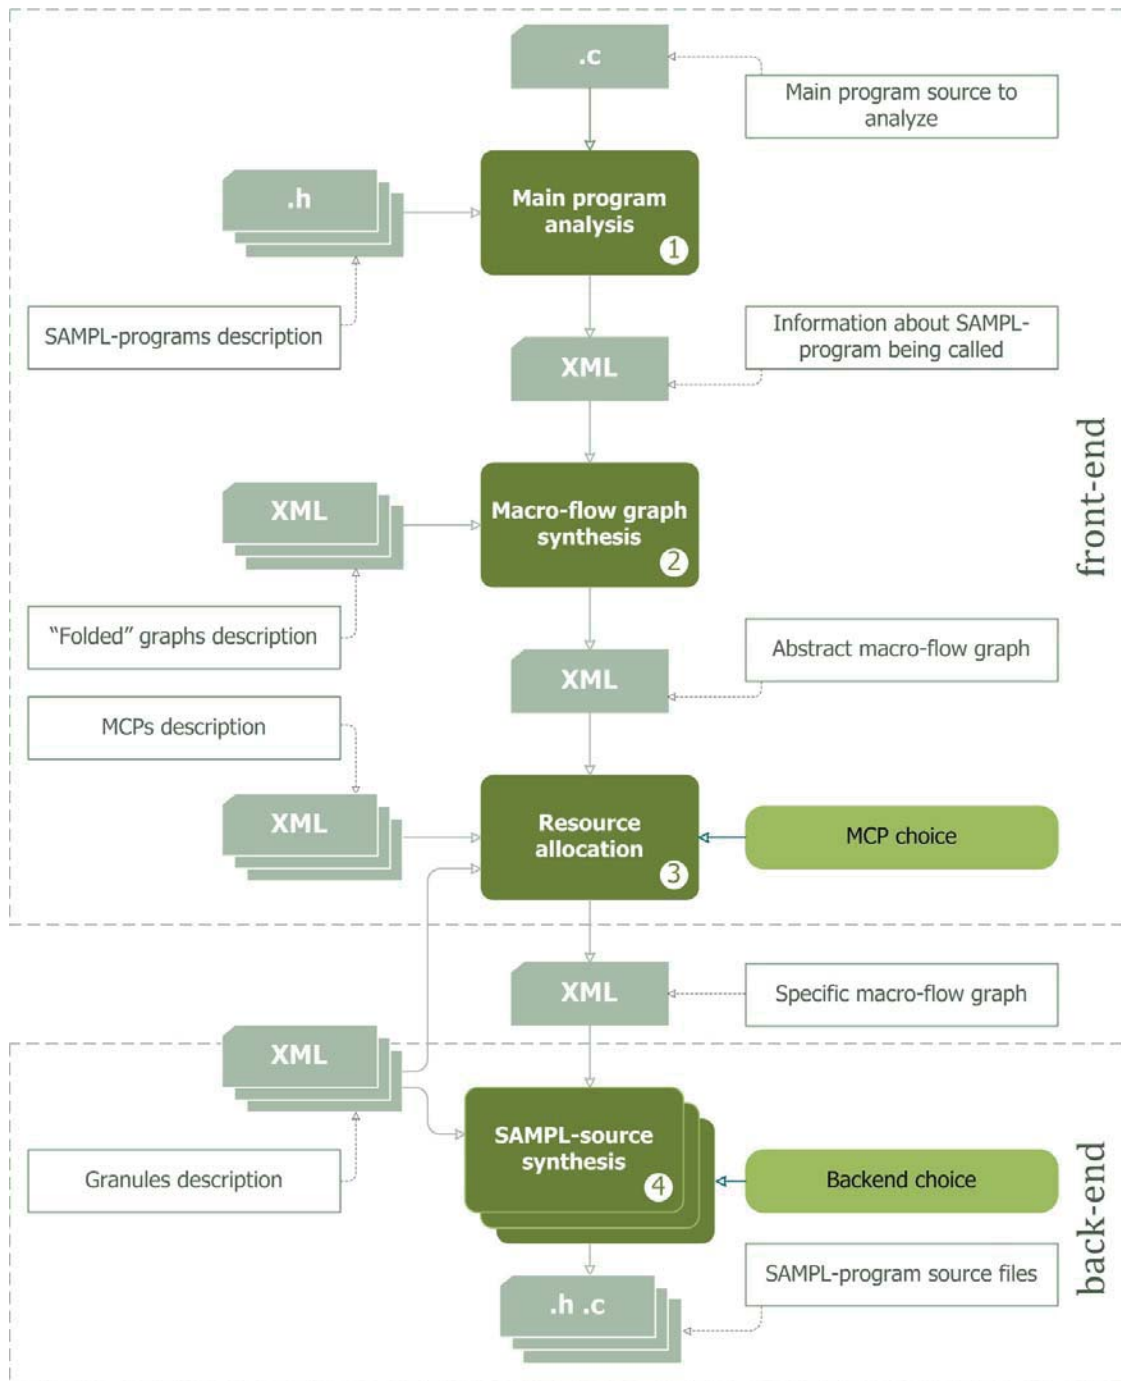 .c
Main program source to
analyze
.h
Main program
analysis
1
SAMPL-programs description
Information about SAMPL-
program being called
XML
front-end
XML
Macro-flow graph
synthesis
2
“Folded” graphs description
Abstract macro-flow graph
XML
MCPs description
XML
Resource
allocation
3
MCP choice
XML
Specific macro-flow graph
XML
SAMPL-source
synthesis
4
Granules description
Backend choice
back-end
SAMPL-program source files
.h .c